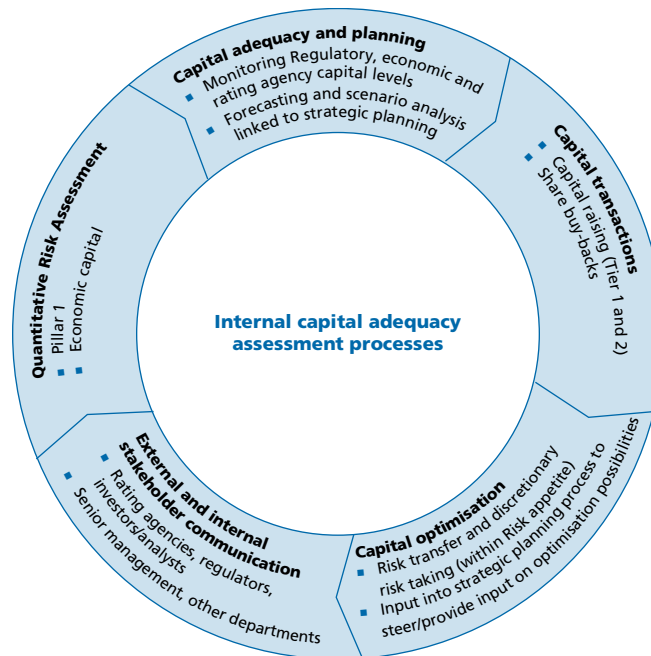 Capital adequacy and planning
Monitoring Regulatory, economic and
rating agency capital levels
Forecasting and scenario analysis
linked to strategic planning
Capital transactions
Capital raising (Tier 1 and 2)
Share buy-backs
Capital optimisation
Risk transfer and discretionary
risk taking (within Risk appetite)
Input into strategic planning process to
steer/provide input on optimisation possibilities
External and internal
stakeholder communication
Rating agencies, regulators,
investors/analysts
Senior management, other departments
Quantitative Risk Assessment
Pillar 1
Economic capital
Internal capital adequacy
assessment processes